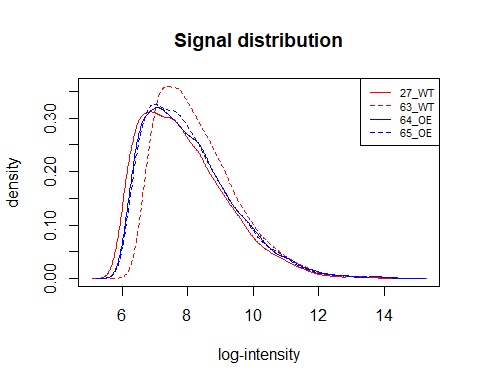 Signal distribution
27_WT
63_WT
64_OE
65_OE
density
0.30
0.20
0.10
0.00
6 8 10 12 14
log-intensity